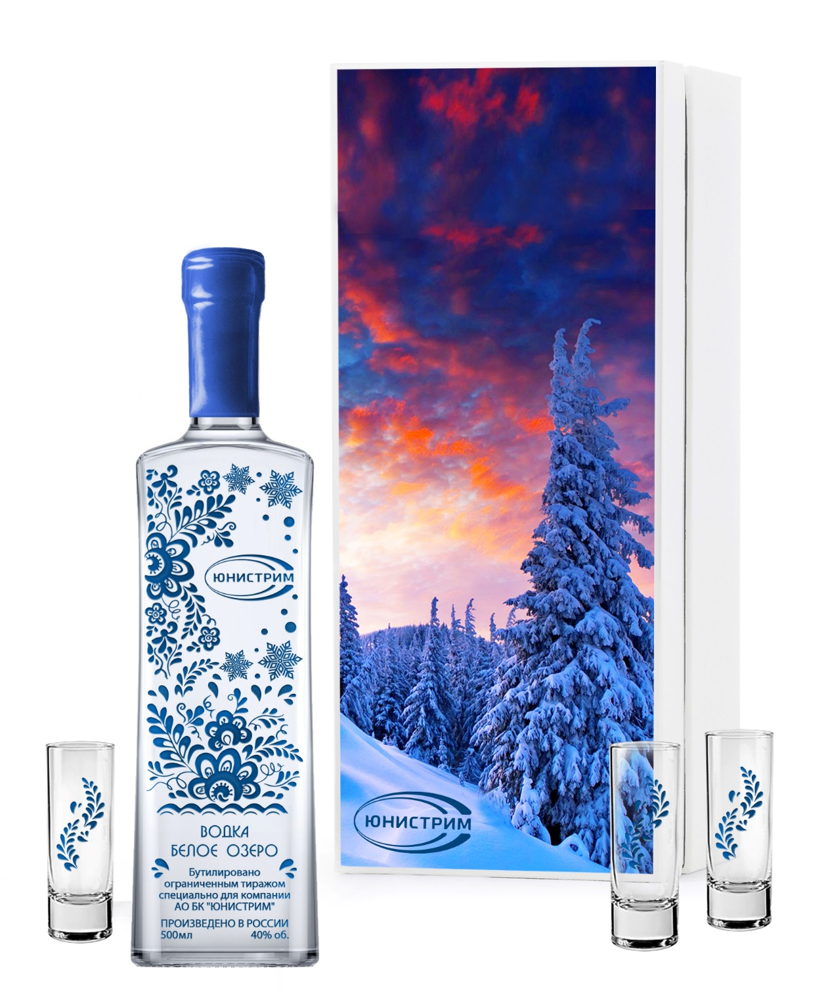 ЮНИСТРИМ
ВОДКА
БЕЛОЕ ОЗЕРО
Бутилировано
ограниченным тиражом
специально для компании
АО БК "ЮНИСТРИМ"
ПРОИЗВЕДЕНО В РОССИИ
500мл 40% об.
ЮНИСТРИМ